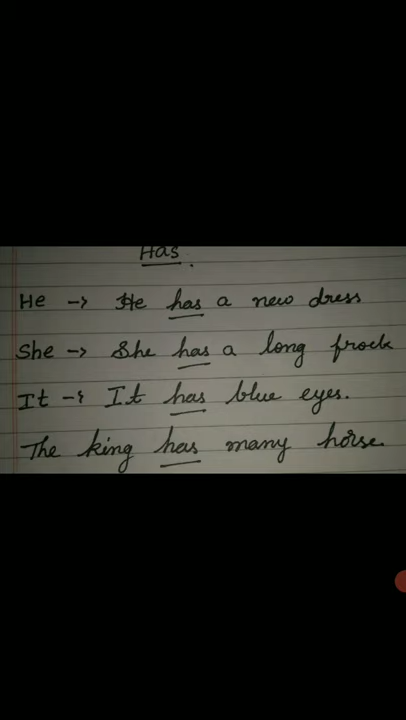 Has.
He → He has a new dress
She → She has a long frock
It → It has blue eyes.
The king has many horse.